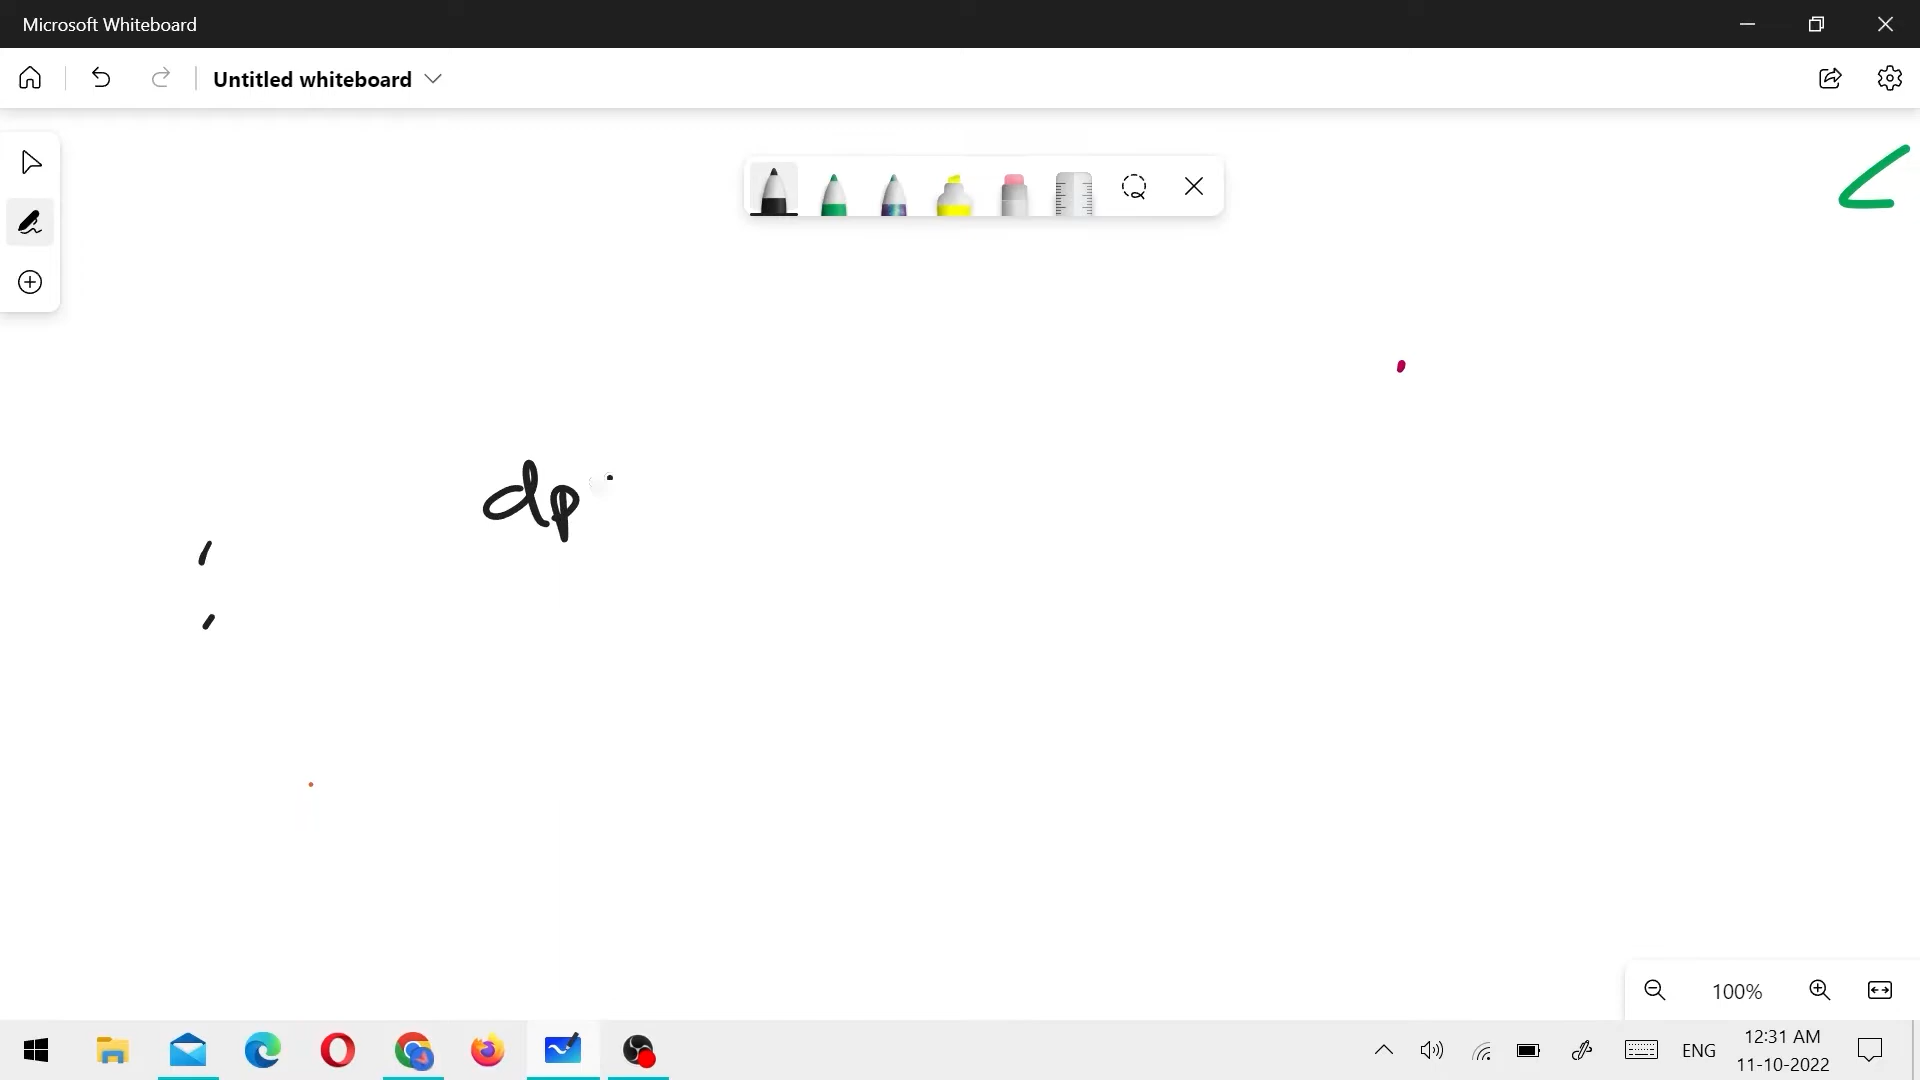 Microsoft Whiteboard
Untitled whiteboard
dp
100%
ENG
12:31 AM
11-10-2022